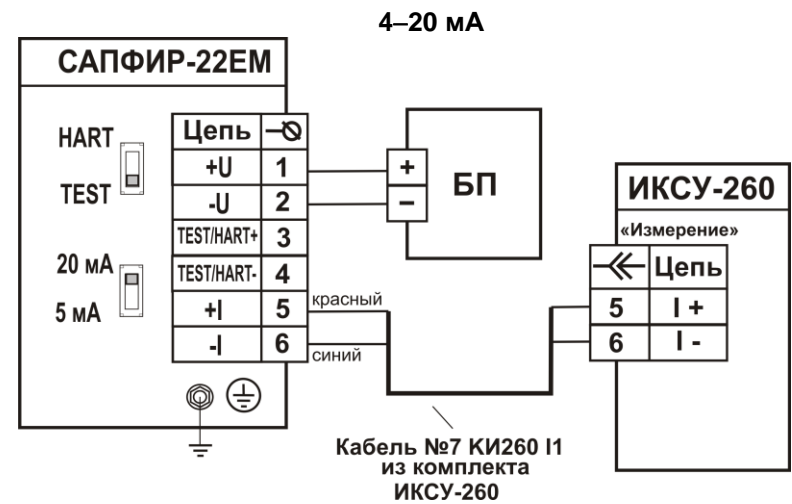 4–20 мА
САПФИР-22ЕМ
HART
TEST
20 мА
5 мА
Цепь
+U 1
-U 2
TEST/HART+ 3
TEST/HART- 4
+I 5
-I 6
+
−
БП
красный
синий
ИКСУ-260
«Измерение»
Цепь
5 I +
6 I -
Кабель №7 КИ260 I1
из комплекта
ИКСУ-260